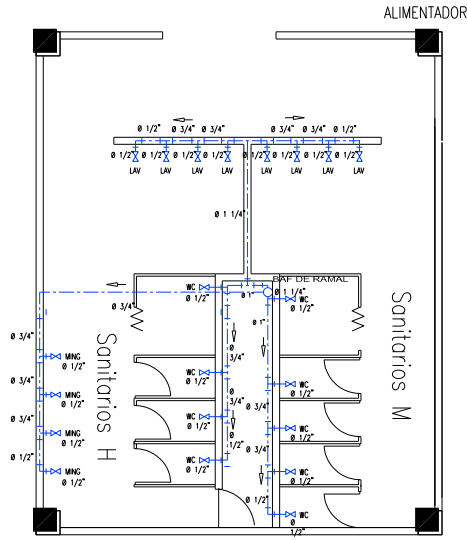 ALIMENTADOR
Ø 1/2" Ø 3/4" Ø 3/4" Ø 3/4" Ø 3/4" Ø 1/2"
Ø 1/2" Ø 1/2" Ø 1/2" Ø 1/2" Ø 1/2" Ø 1/2" Ø 1/2"
LAV LAV LAV LAV LAV LAV LAV
Ø 1 1/4"
BAF DE RAMAL
WC Ø 1" Ø 1 1/4"
Ø 3/4" Ø 1/2" WC
Ø 1/2"
Ø 1"
Ø 3/4"
MING
Ø 1/2"
Ø 3/4"
MING
Ø 1/2"
Ø 3/4"
MING
Ø 1/2"
Ø 1/2"
MING
Ø 1/2"
Sanitarios H
WC
Ø 1/2"
WC
Ø 1/2"
WC
Ø 1/2"
Ø 3/4"
Ø 3/4"
Ø 1/2"
Ø 3/4"
Ø 3/4"
Ø 1/2"
WC
Ø 1/2"
WC
Ø 1/2"
WC
Ø 1/2"
WC
Ø 1/2"
Sanitarios M